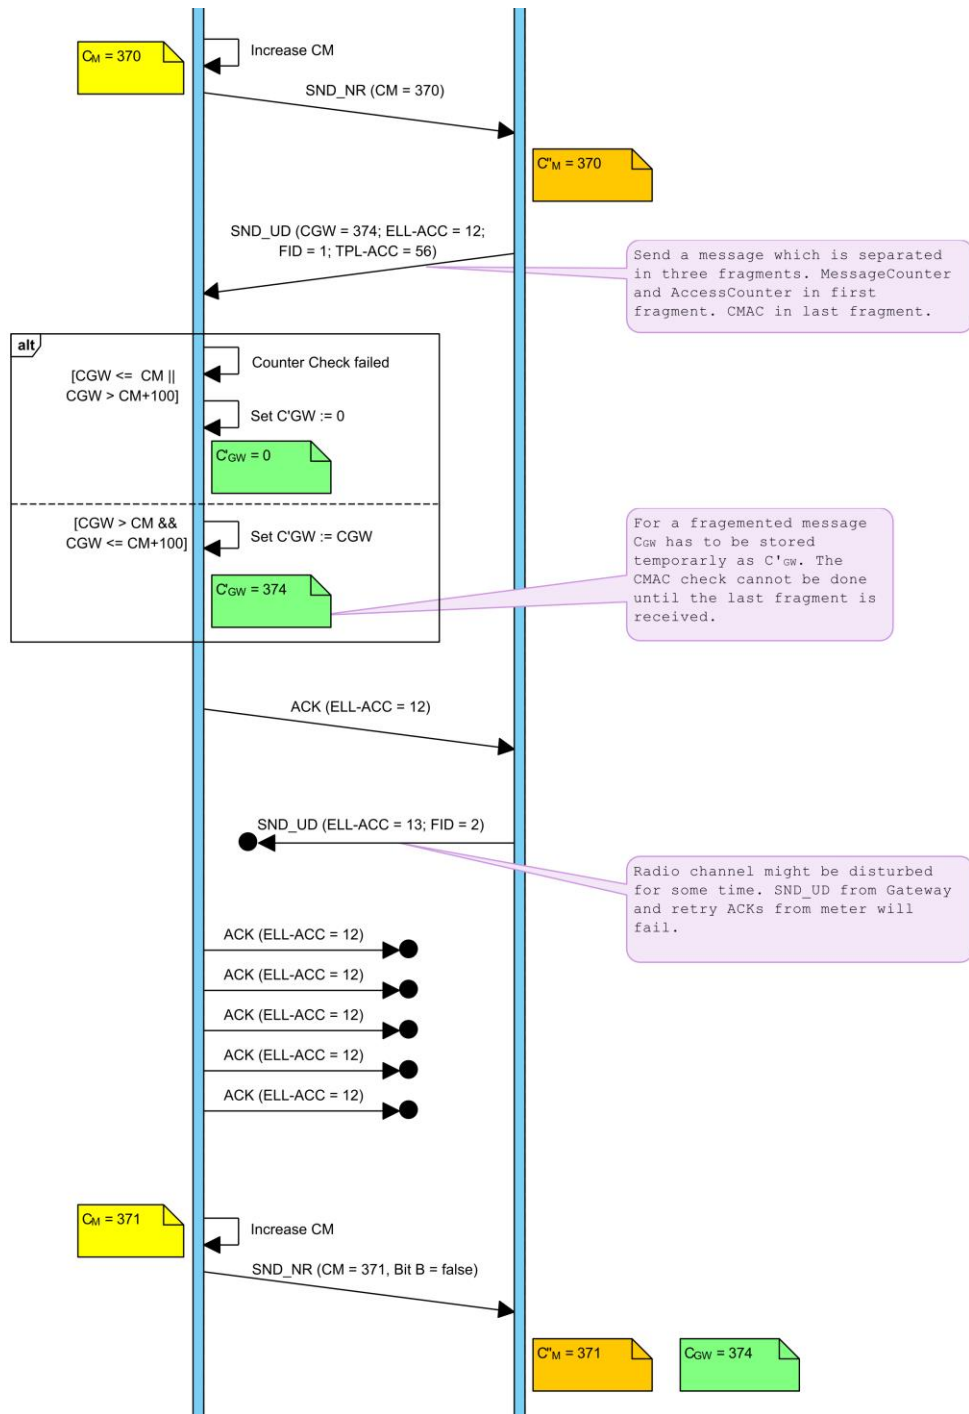 CM = 370
Increase CM
SND_NR (CM = 370)
C"M = 370
SND_UD (CGW = 374; ELL-ACC = 12;
FID = 1; TPL-ACC = 56)
Send a message which is separated
in three fragments. MessageCounter
and AccessCounter in first
fragment. CMAC in last fragment.
alt
[CGW <= CM ||
CGW > CM+100]
Counter Check failed
Set C'GW := 0
C'GW = 0
[CGW > CM &&
CGW <= CM+100]
Set C'GW := CGW
C'GW = 374
For a fragemented message
CGW has to be stored
temporarly as C'GW. The
CMAC check cannot be done
until the last fragment is
received.
ACK (ELL-ACC = 12)
SND_UD (ELL-ACC = 13; FID = 2)
Radio channel might be disturbed
for some time. SND_UD from Gateway
and retry ACKs from meter will
fail.
ACK (ELL-ACC = 12)
ACK (ELL-ACC = 12)
ACK (ELL-ACC = 12)
ACK (ELL-ACC = 12)
ACK (ELL-ACC = 12)
CM = 371
Increase CM
SND_NR (CM = 371, Bit B = false)
C"M = 371
CGW = 374